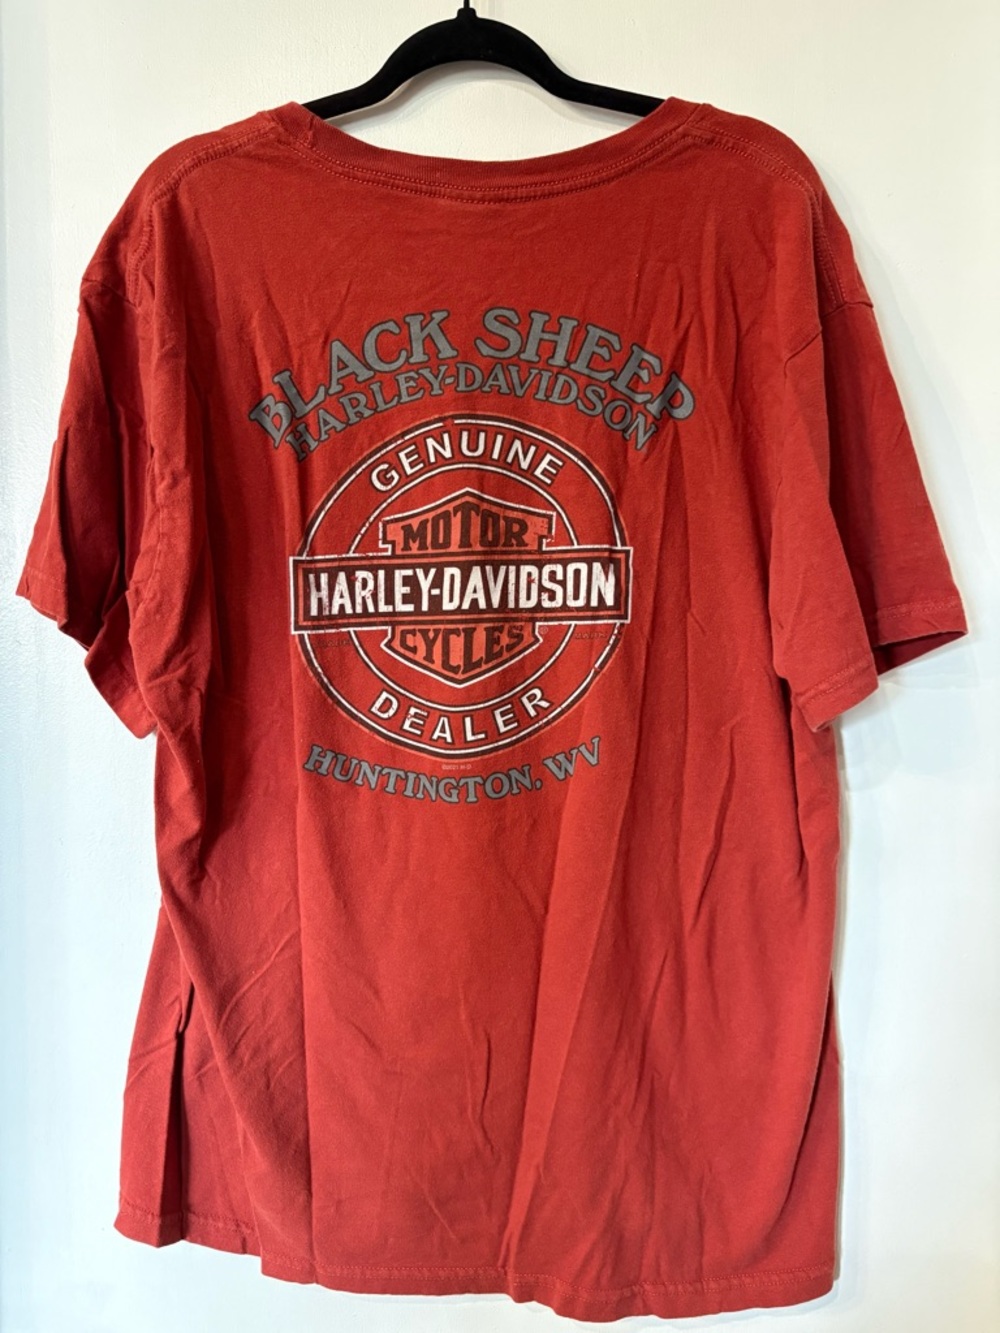 BLACK SHEEP
HARLEY-DAVIDSON
GENUINE
MOTOR
HARLEY-DAVIDSON
CYCLES
®
DEALER
HUNTINGTON, WV